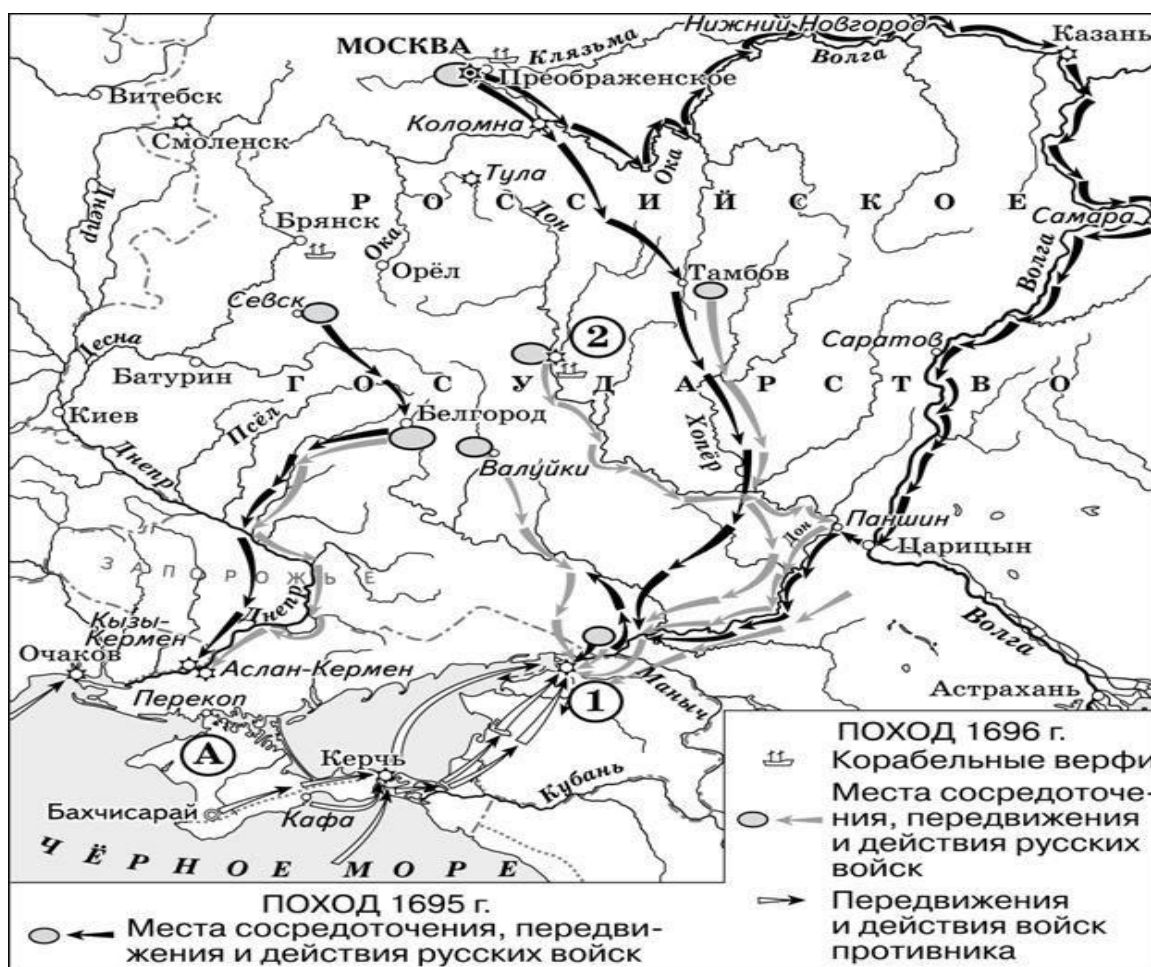 Нижний Новгород
МОСКВА
Клязьма
Волга
Казань
Преображенское
Витебск
Коломна
Смоленск
Ока
Тула
Днепр
РОССИЙСКОЕ
Дон
Самара
Брянск
Ока
Орёл
Волга
Тамбов
Севск
2
Саратов
Десна
Батурин
ГОСУДАРСТВО
Киев
Псёл
Белгород
Хопёр
Валуйки
Днепр
Паншин
Дон
Царицын
ЗАПОРОЖЬЕ
Днепр
Кызы-
Кермен
Волга
Очаков
Аслан-Кермен
Маныч
Астрахань
Перекоп
1
А
Керчь
Кубань
Бахчисарай
Кафа
ЧЁРНОЕ МОРЕ
ПОХОД 1695 г.
Места сосредоточения, передви-
жения и действия русских войск
ПОХОД 1696 г.
Корабельные верфи
Места сосредоточе-
ния, передвижения
и действия русских
войск
Передвижения
и действия войск
противника